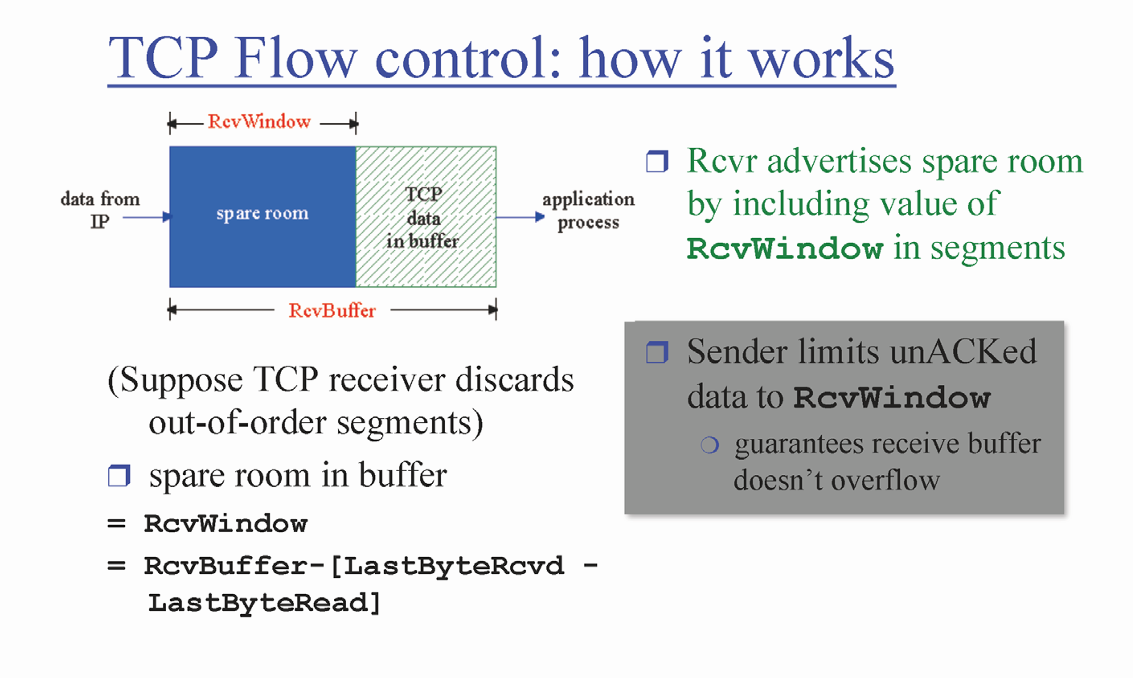 TCP Flow control: how it works
RcvWindow
data from
IP
spare room
TCP
data
in buffer
application
process
RcvBuffer
(Suppose TCP receiver discards
out-of-order segments)
❒ spare room in buffer
= RcvWindow
= RcvBuffer-[LastByteRcvd -
LastByteRead]
❒ Rcvr advertises spare room
by including value of
RcvWindow in segments
❒ Sender limits unACKed
data to RcvWindow
❍ guarantees receive buffer
doesn’t overflow